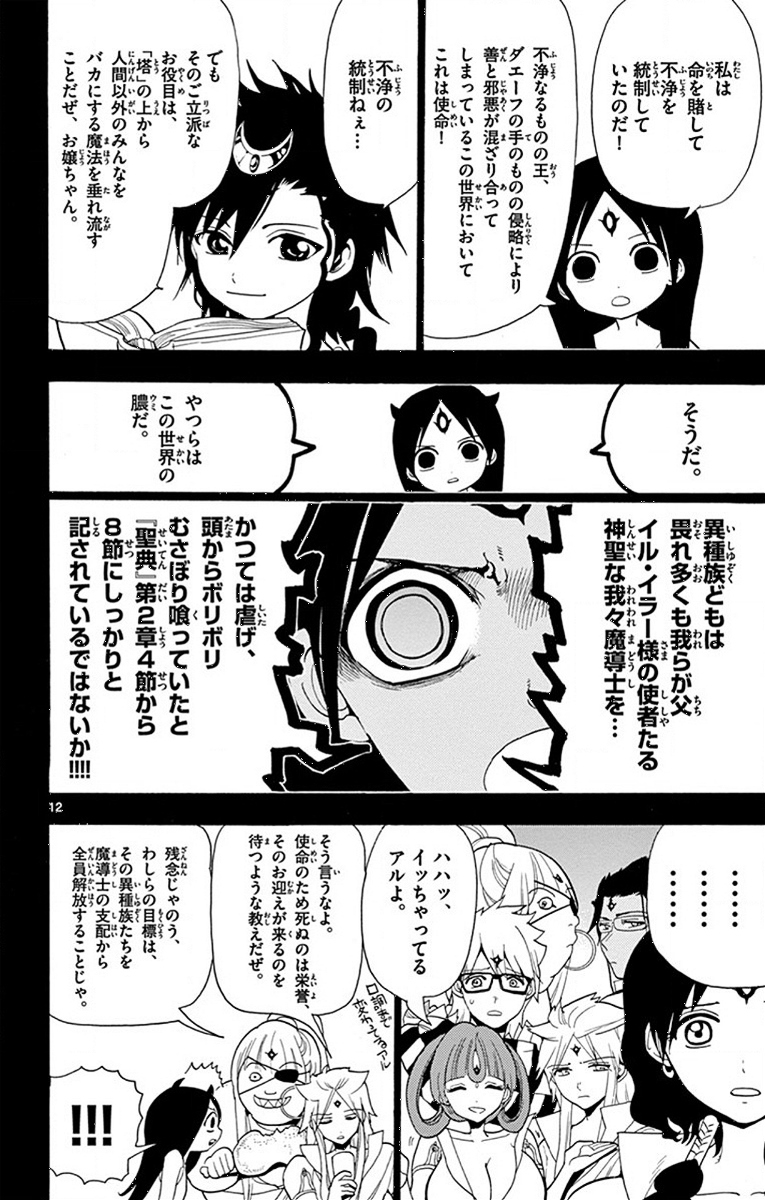 私は
命を賭して
不浄を
統制して
いたのだ！
不浄なるものの王、
ダエーフの手のものの侵略により
善と邪悪が混ざり合って
しまっているこの世界において
これは使命！
不浄の
統制ねぇ…
でも
そのご立派な
お役目は、
「塔」の上から
人間以外のみんなを
バカにする魔法を垂れ流す
ことだぜ、お嬢ちゃん。
そうだ。
やつらは
この世界の
膿だ。
異種族どもは
畏れ多くも我らが父
イル・イラー様の使者たる
神聖な我々魔導士を…
かつては虐げ、
頭からボリボリ
むさぼり喰っていたと
『聖典』第2章4節から
8節にしっかりと
記されているではないか!!!!
12
………
ハハッ、
イッちゃってる
アルよ。
そう言うなよ。
使命のため死ぬのは栄誉、
そのお迎えが来るのを
待つような教えだぜ。
口調まで
変わってるアル
残念じゃのう、
わしらの目標は、
その異種族たちを
魔導士の支配から
全員解放することじゃ。
!!!